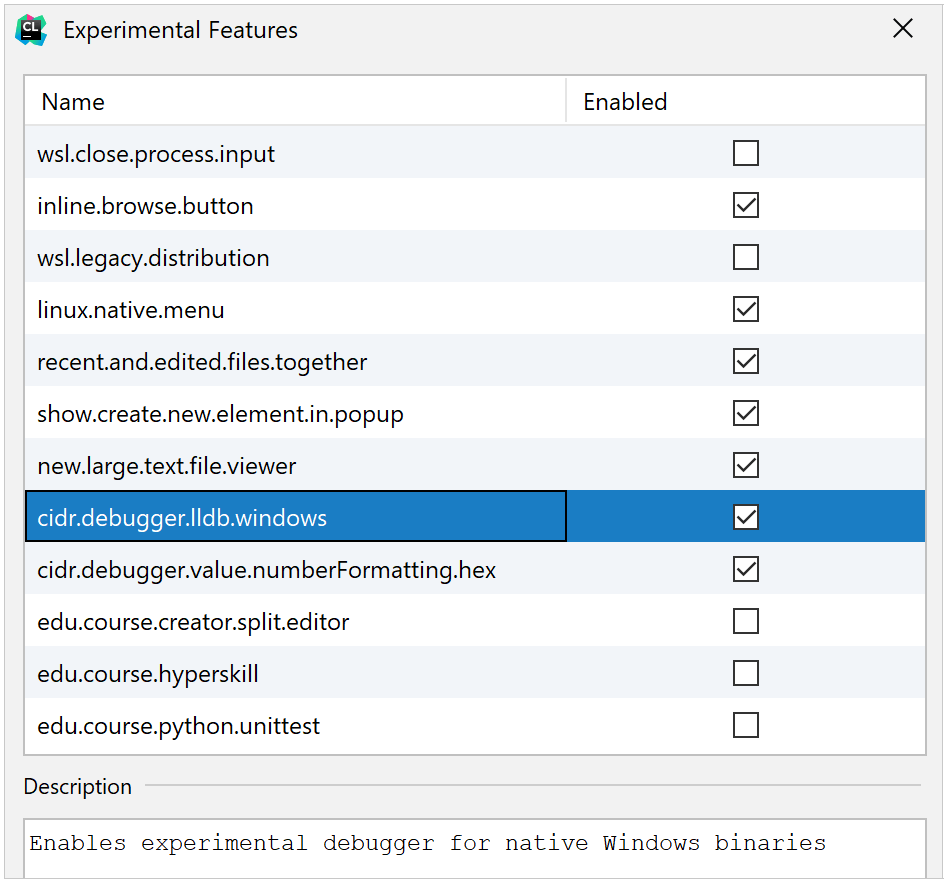 CL
Experimental Features
Name Enabled
wsl.close.process.input
inline.browse.button
wsl.legacy.distribution
linux.native.menu
recent.and.edited.files.together
show.create.new.element.in.popup
new.large.text.file.viewer
cidr.debugger.lldb.windows
cidr.debugger.value.numberFormatting.hex
edu.course.creator.split.editor
edu.course.hyperskill
edu.course.python.unittest
Description
Enables experimental debugger for native Windows binaries